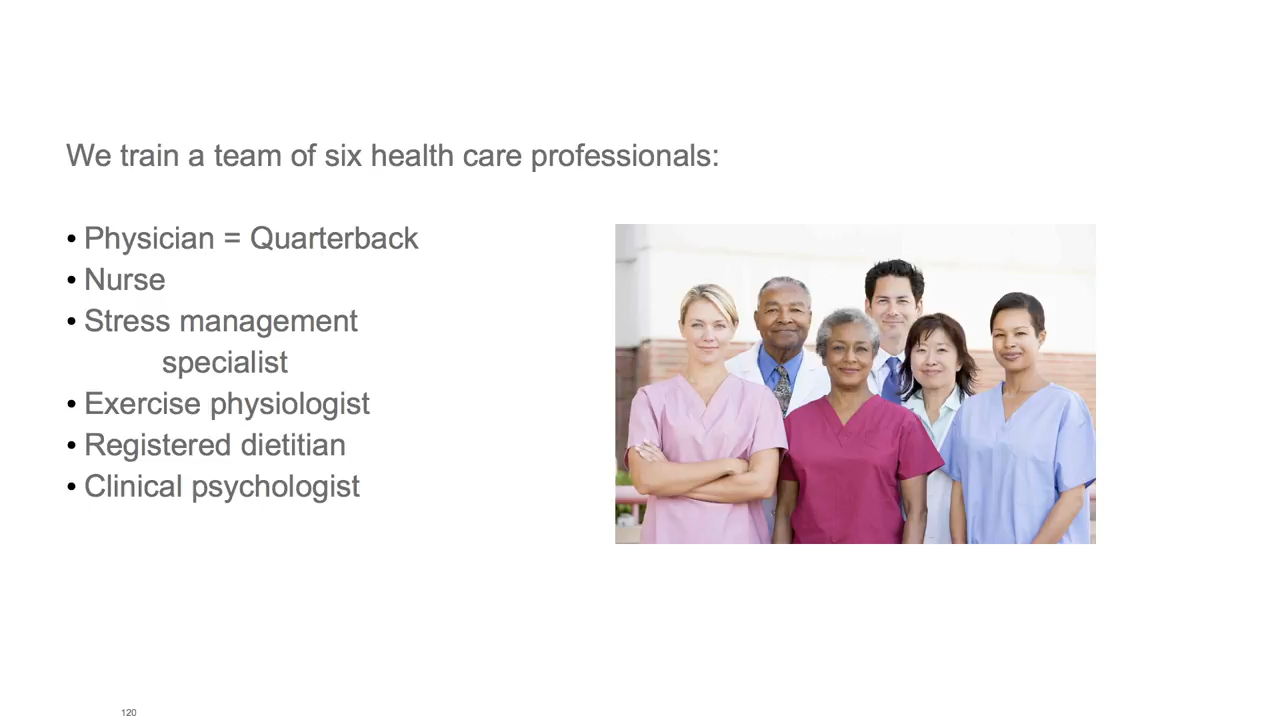 We train a team of six health care professionals:
• Physician = Quarterback
• Nurse
• Stress management
specialist
• Exercise physiologist
• Registered dietitian
• Clinical psychologist
120